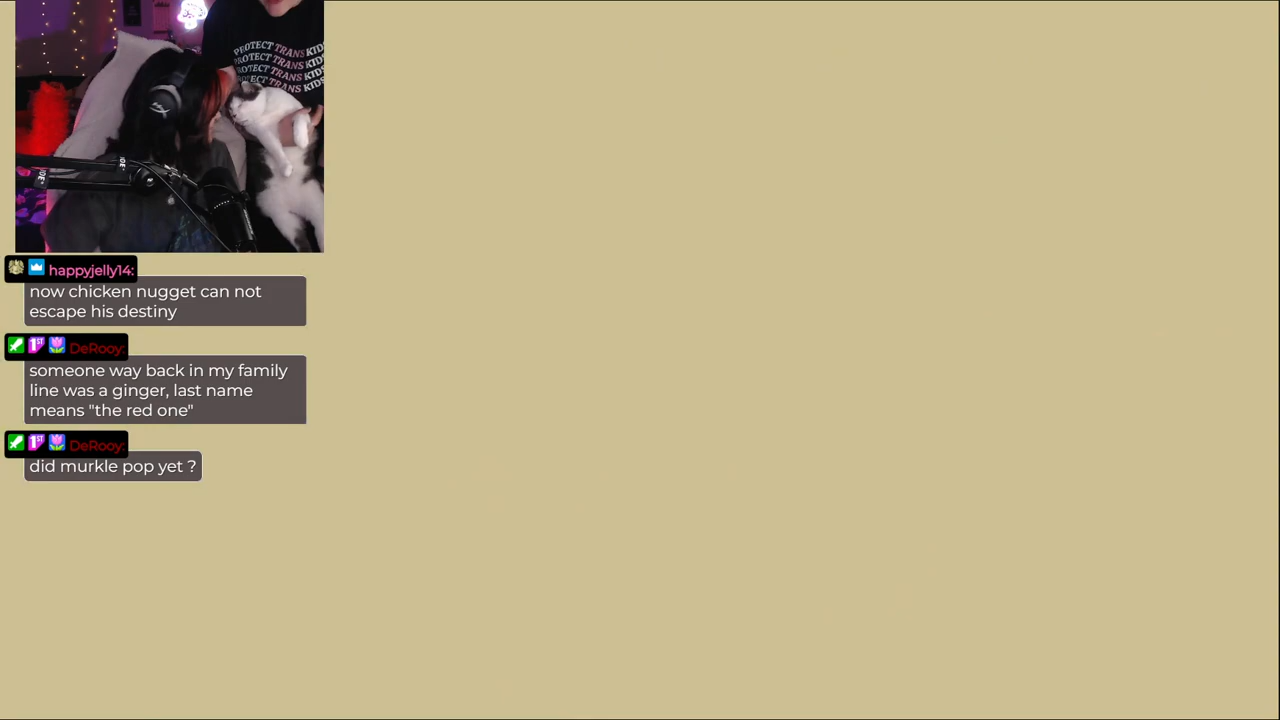 PROTECT TRANS KIDS
PROTECT TRANS KIDS
PROTECT TRANS KIDS
PROTECT TRANS KIDS
happyjelly14:
now chicken nugget can not
escape his destiny
1ST DeRooy:
someone way back in my family
line was a ginger, last name
means "the red one"
1ST DeRooy:
did murkle pop yet ?